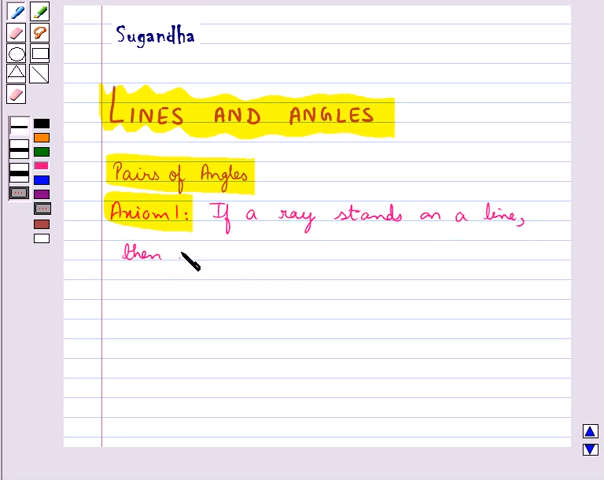 Sugandha
LINES AND ANGLES
Pairs of Angles
Axiom 1: If a ray stands on a line,
then